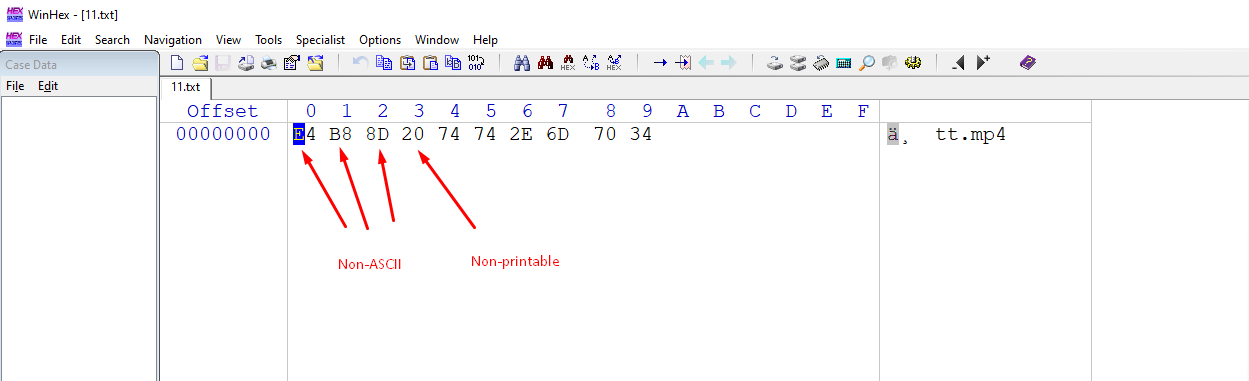 WinHex - [11.txt]
File Edit Search Navigation View Tools Specialist Options Window Help
Case Data
File Edit
11.txt
Offset 0 1 2 3 4 5 6 7 8 9 A B C D E F
00000000 E4 B8 8D 20 74 74 2E 6D 70 34 ä¸ tt.mp4
Non-ASCII
Non-printable